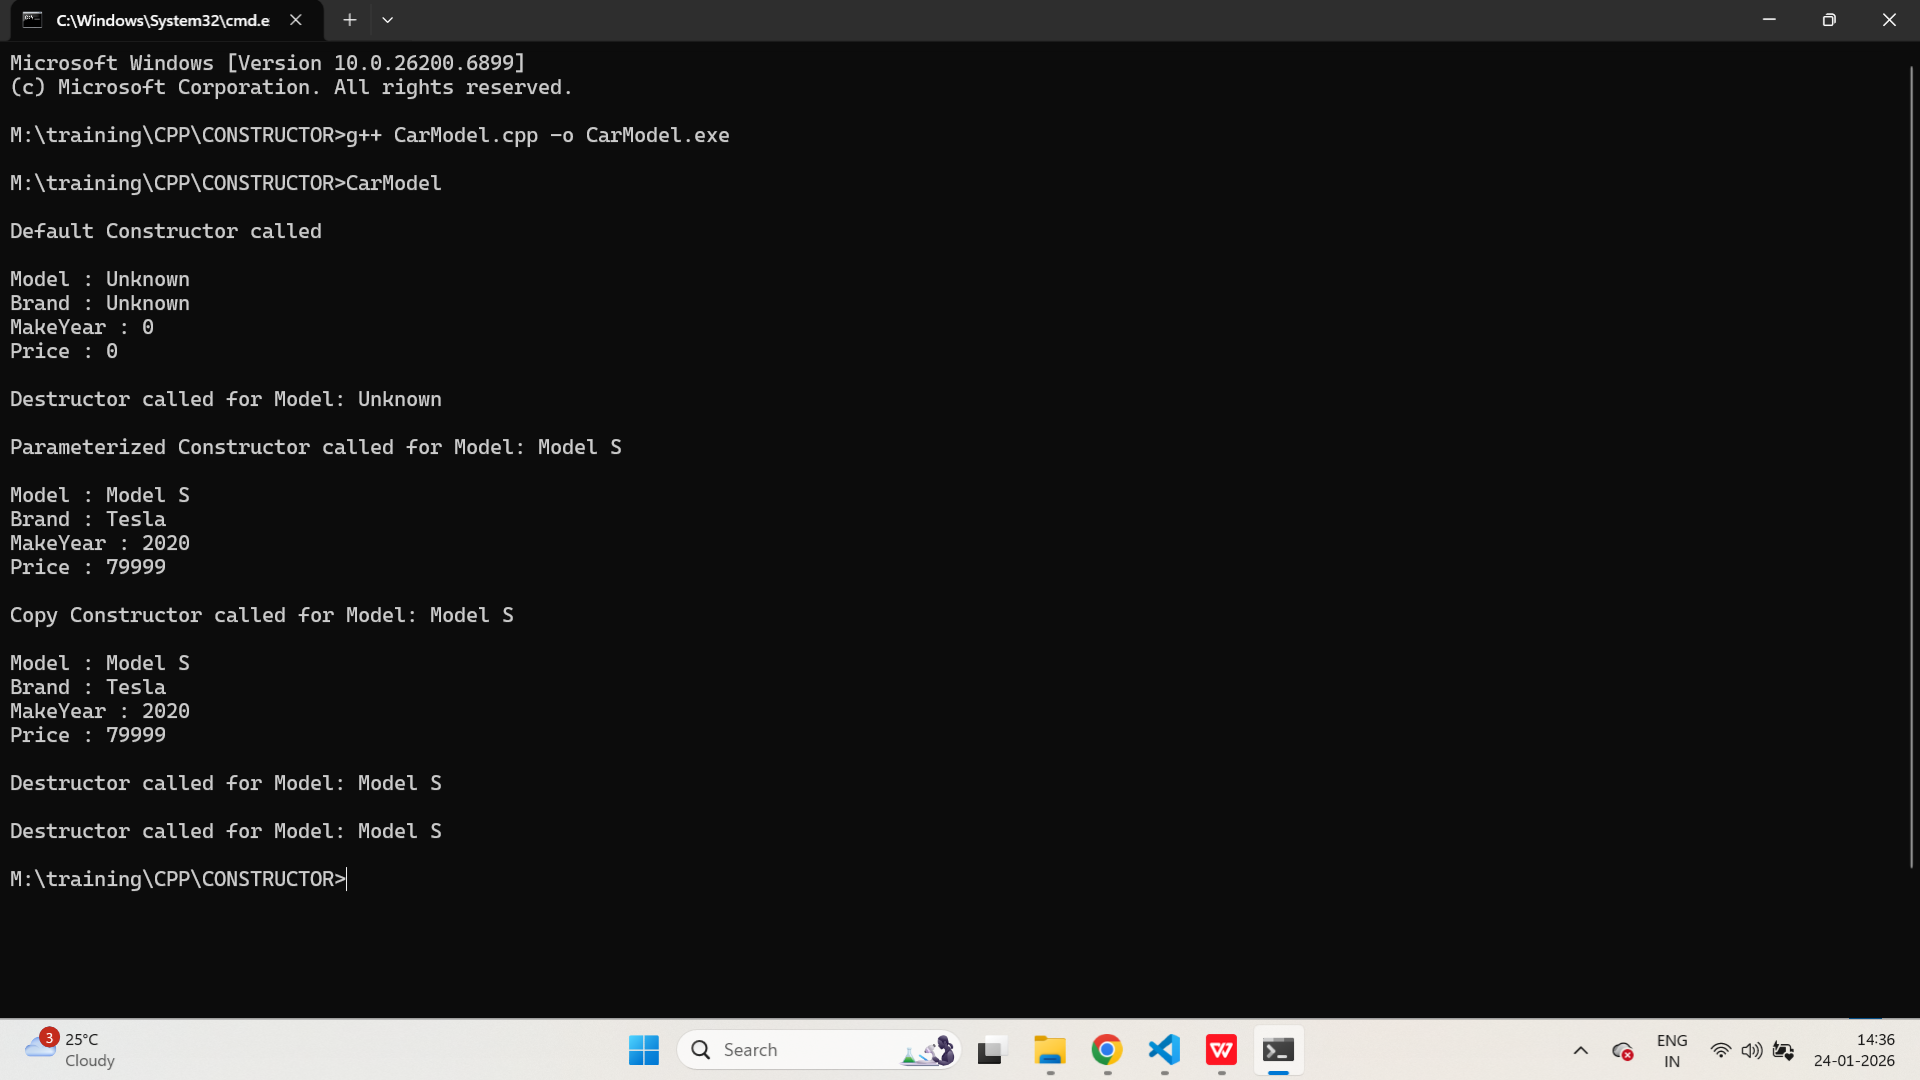 C:\Windows\System32\cmd.e
Microsoft Windows [Version 10.0.26200.6899]
(c) Microsoft Corporation. All rights reserved.
M:\training\CPP\CONSTRUCTOR>g++ CarModel.cpp -o CarModel.exe
M:\training\CPP\CONSTRUCTOR>CarModel
Default Constructor called
Model : Unknown
Brand : Unknown
MakeYear : 0
Price : 0
Destructor called for Model: Unknown
Parameterized Constructor called for Model: Model S
Model : Model S
Brand : Tesla
MakeYear : 2020
Price : 79999
Copy Constructor called for Model: Model S
Model : Model S
Brand : Tesla
MakeYear : 2020
Price : 79999
Destructor called for Model: Model S
Destructor called for Model: Model S
M:\training\CPP\CONSTRUCTOR>
3
25°C
Cloudy
Search
W
ENG
IN
14:36
24-01-2026